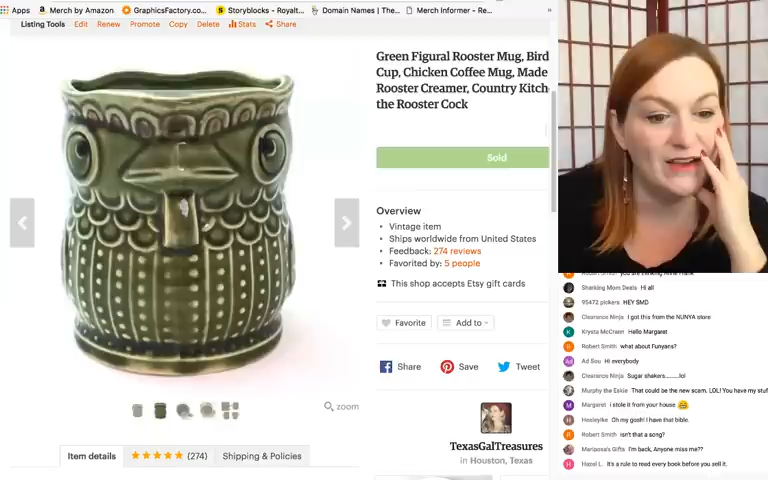 Apps
Merch by Amazon
GraphicsFactory.co...
Storyblocks - Royalt...
Domain Names | The...
Merch Informer - Re...
»
Listing Tools
Edit
Renew
Promote
Copy
Delete
Stats
Share
Green Figural Rooster Mug, Bird
Cup, Chicken Coffee Mug, Made
Rooster Creamer, Country Kitch
the Rooster Cock
Sold
Overview
• Vintage item
• Ships worldwide from United States
• Feedback: 274 reviews
• Favorited by: 5 people
This shop accepts Etsy gift cards
Favorite
Add to
Share
Save
Tweet
zoom
TexasGalTreasures
in Houston, Texas
Item details
(274)
Shipping & Policies
Sharking Mom Deals Hi all
95472 pickers HEY SMD
Clearance Ninja I got this from the NUNYA store
Krysta McCraen Hello Margaret
Robert Smith what about Funyans?
Ad Sou Hi everybody
Clearance Ninja Sugar shakers.........lol
Murphy the Eskie That could be the new scam. LOL! You have my stuf
Margaret i stole it from your house
Hesleylke Oh my gosh! I have that bible.
Robert Smith isn't that a song?
Mariposa's Gifts I'm back, Anyone miss me??
Hazel L. It's a rule to read every book before you sell it.